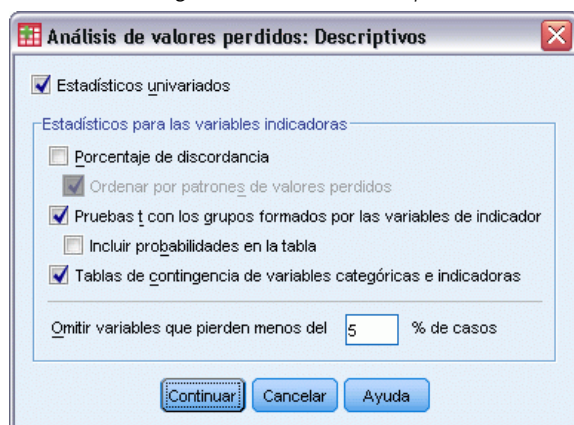 Análisis de valores perdidos: Descriptivos
Estadísticos univariados
Estadísticos para las variables indicadoras
Porcentaje de discordancia
Ordenar por patrones de valores perdidos
Pruebas t con los grupos formados por las variables de indicador
Incluir probabilidades en la tabla
Tablas de contingencia de variables categóricas e indicadoras
Omitir variables que pierden menos del 5 % de casos
Continuar Cancelar Ayuda